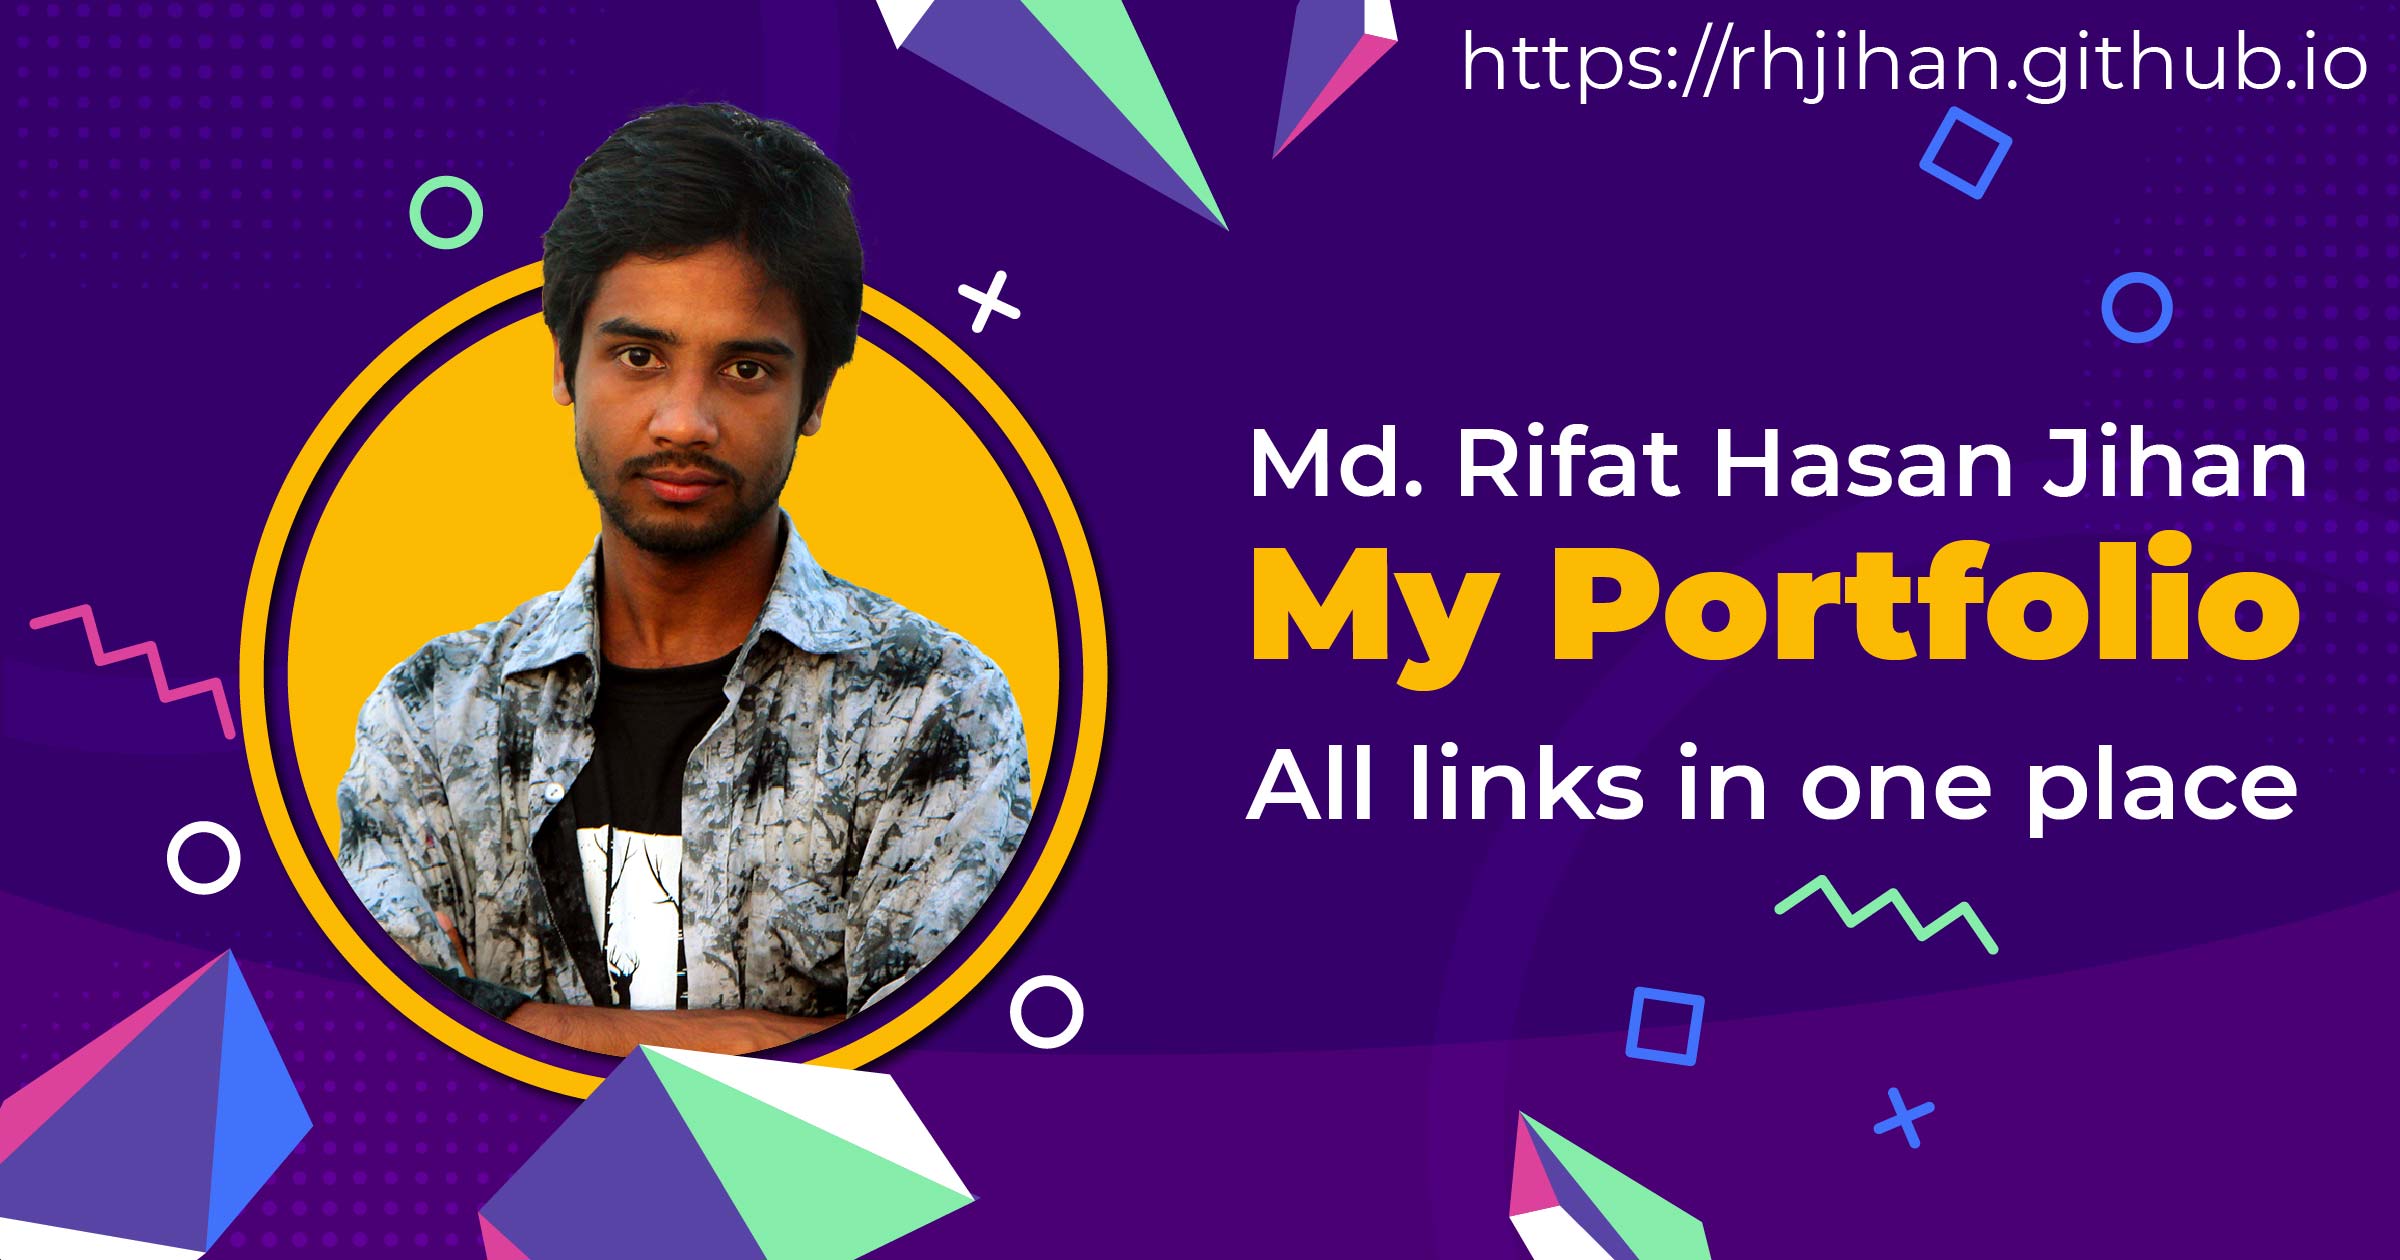 https://rhjihan.github.io
Md. Rifat Hasan Jihan
My Portfolio
All links in one place